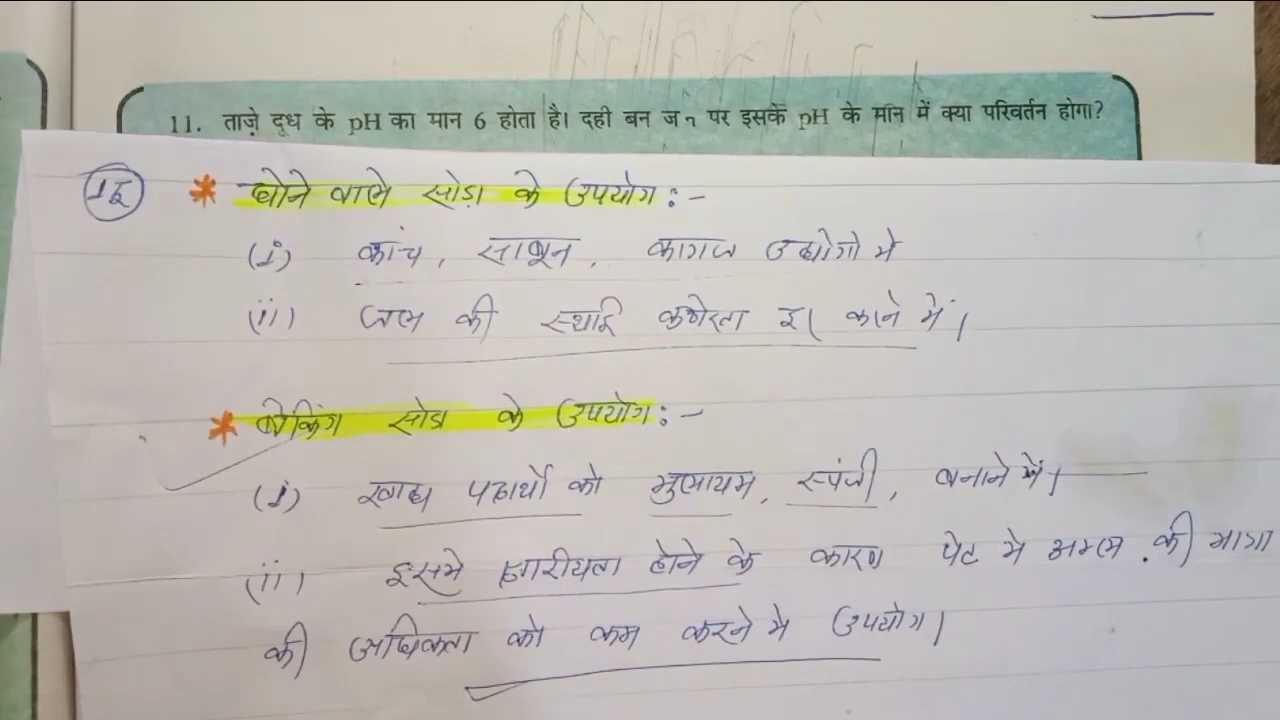 11. ताज़े दूध के pH का मान 6 होता है। दही बन ज पर इसके pH के मान में क्या परिवर्तन होगा?
* धोने वाले सोड़ा के उपयोग :-
(i) कांच, साबून, कागज उद्योगो मे
(ii) जल की स्थाई कठोरता दूर करने में।
* बेकिंग सोडा के उपयोग :-
(i) खाद्य पदार्थो को मुलायम, स्पंजी, बनाने में।
(ii) इसमे क्षारीयता होने के कारण पेट मे अम्ल की मात्रा
की अधिकता को कम करने मे उपयोग।